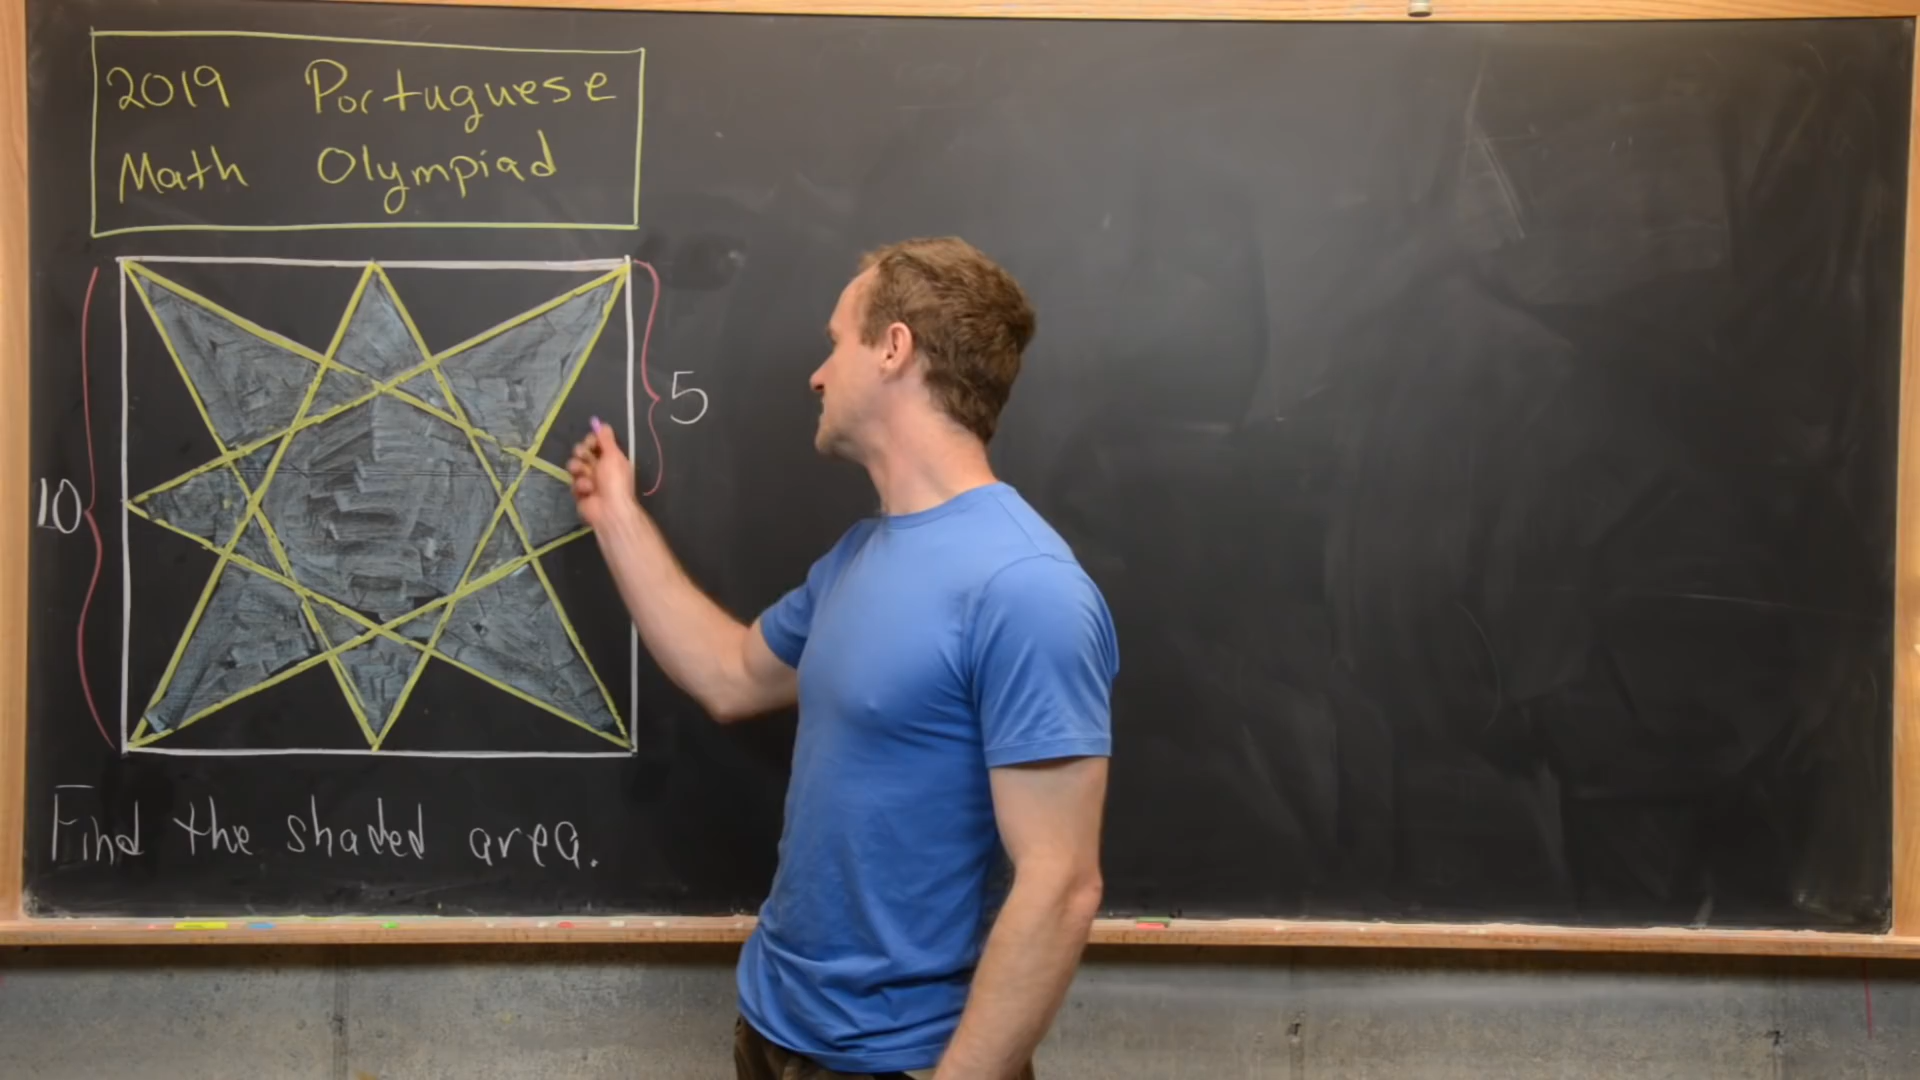 2019 Portuguese
Math Olympiad
10
5
Find the shaded area.